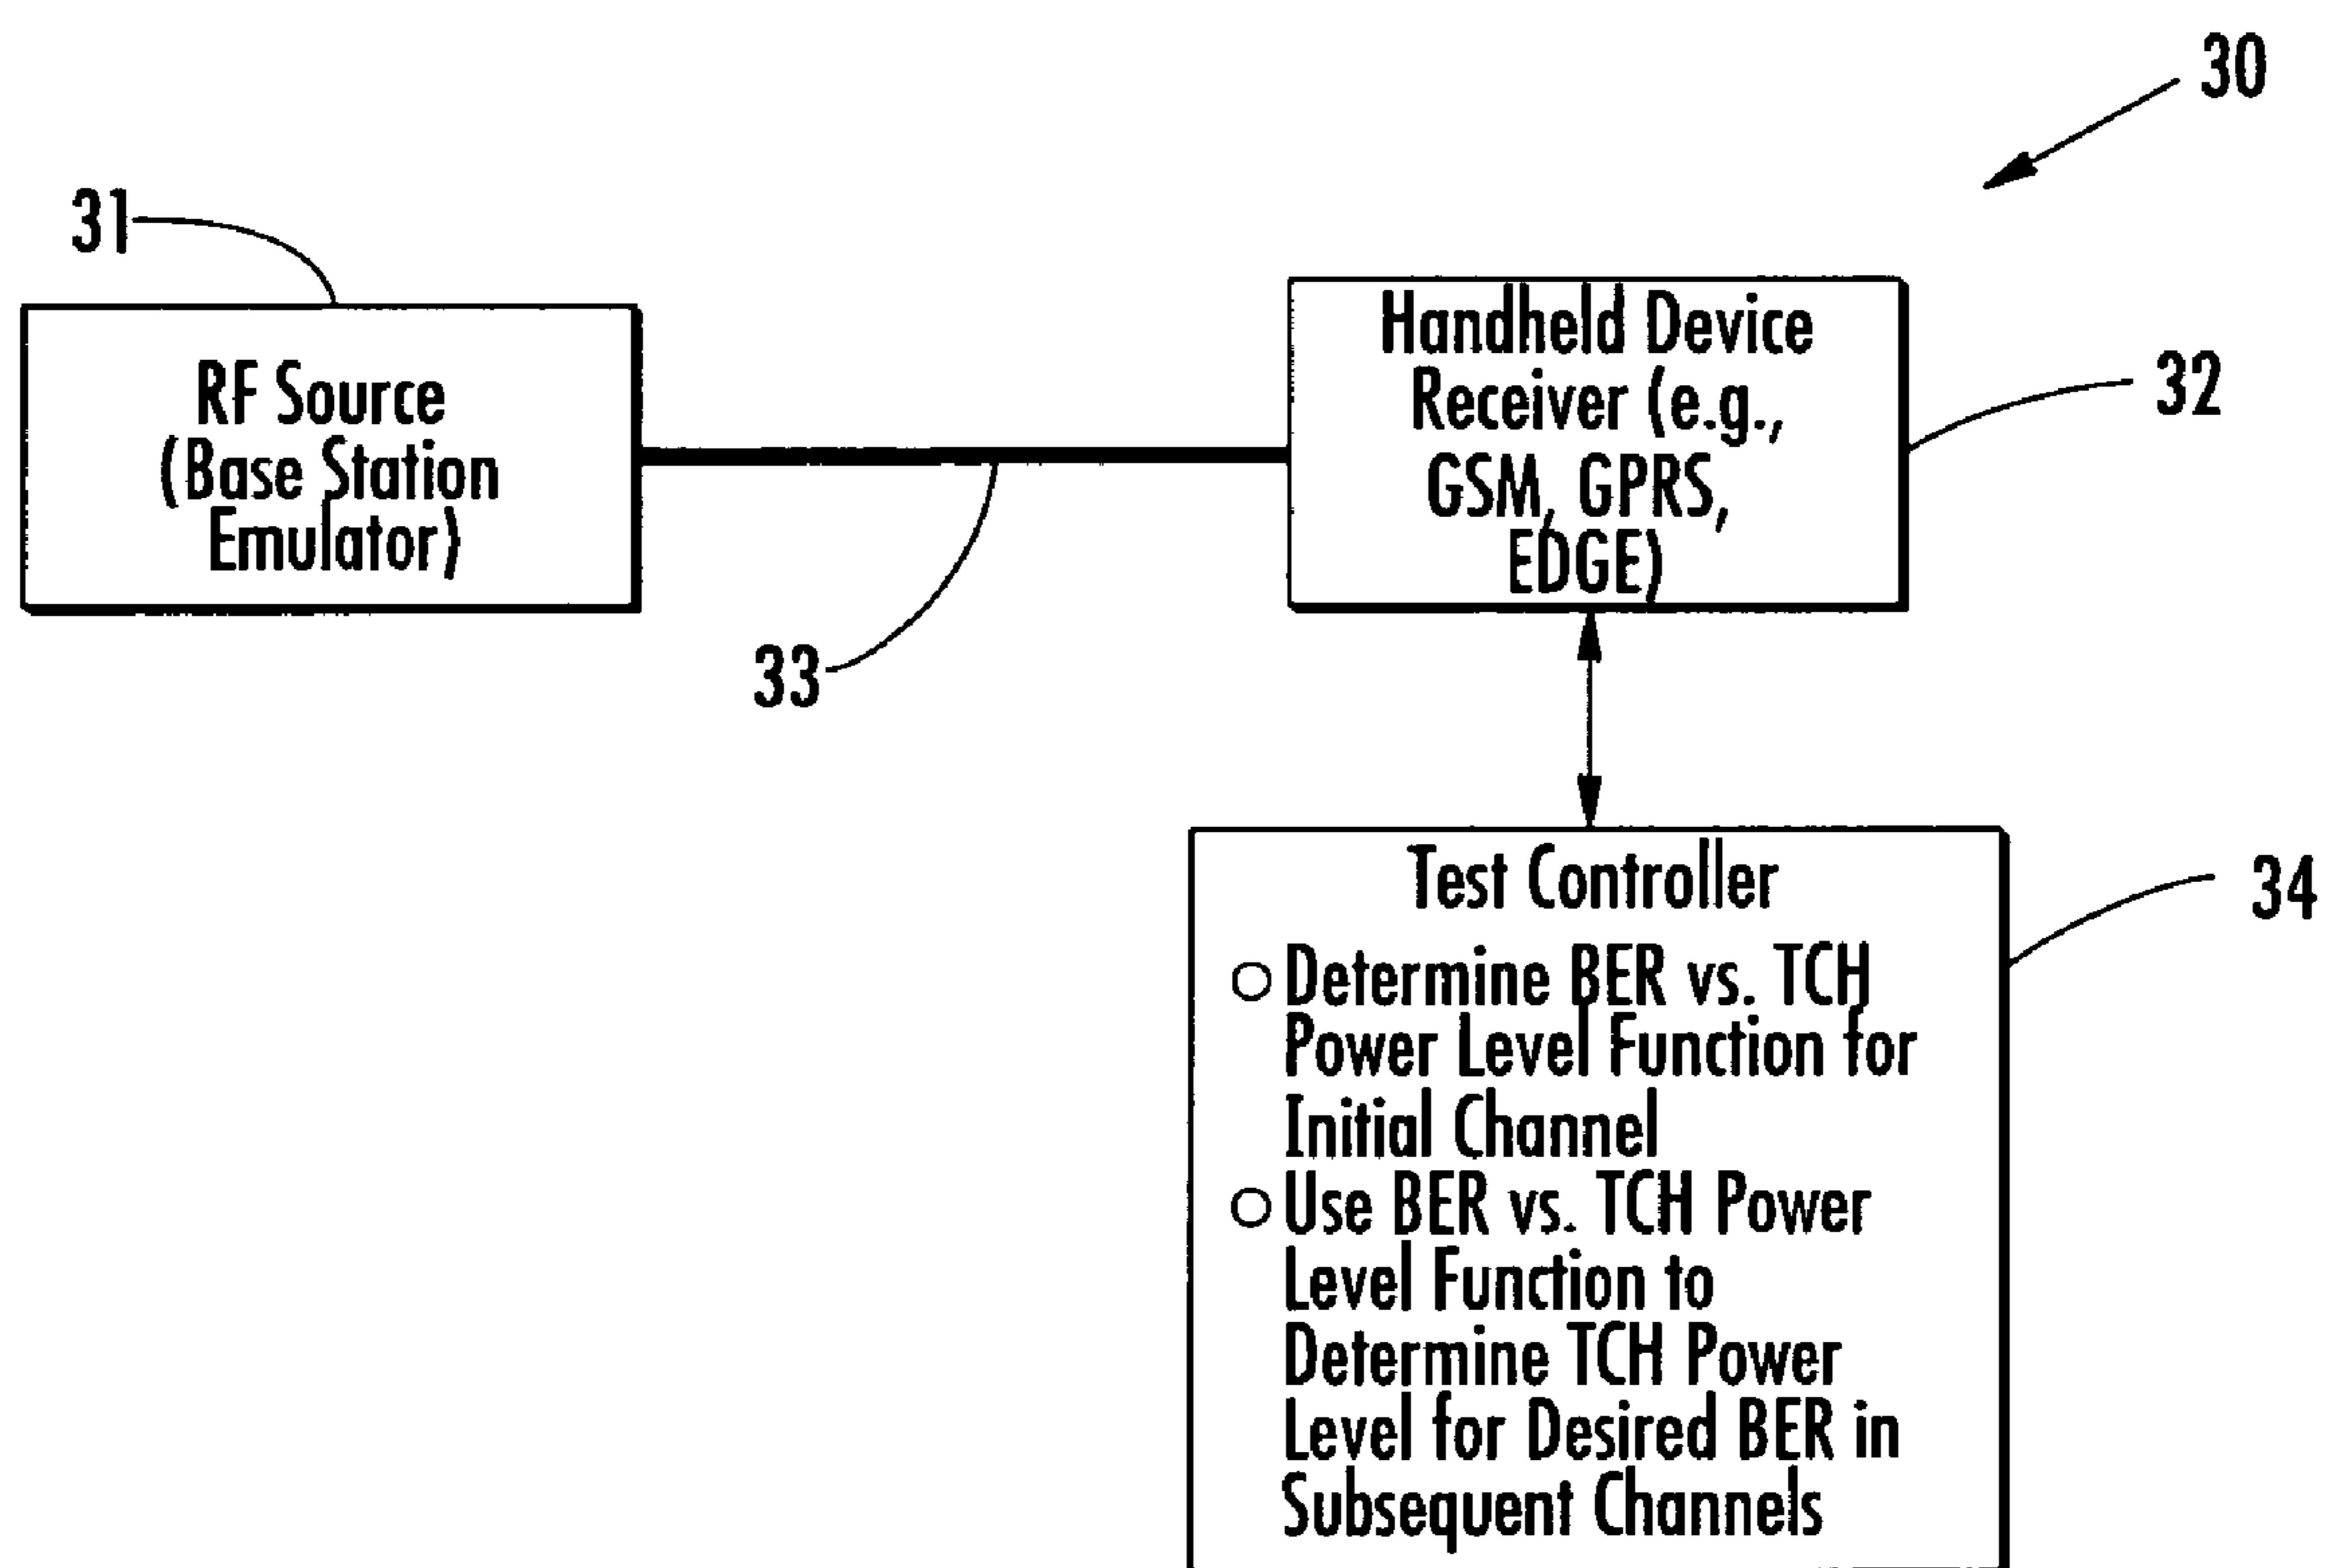 30
31
RF Source
(Base Station
Emulator)
Handheld Device
Receiver (e.g.,
GSM, GPRS,
EDGE)
32
33
Test Controller
○ Determine BER vs. TCH
Power Level Function for
Initial Channel
○ Use BER vs. TCH Power
Level Function to
Determine TCH Power
Level for Desired BER in
Subsequent Channels
34